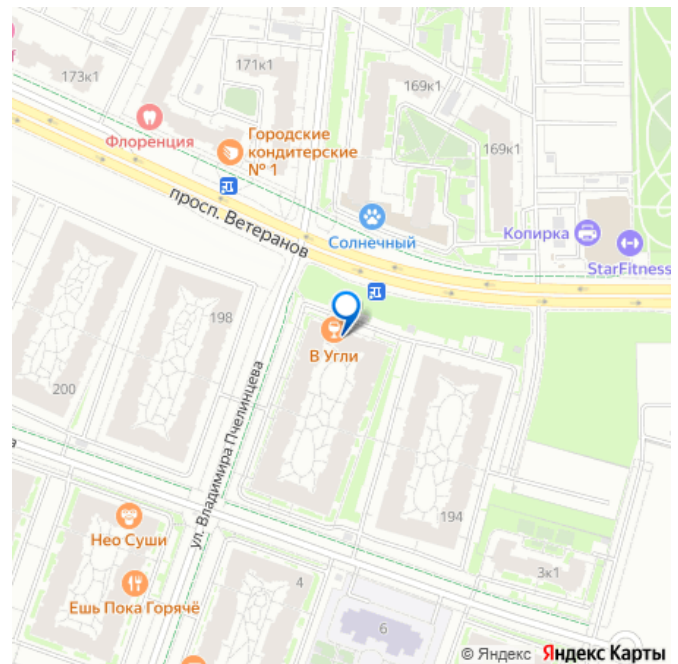 173к1
171к1
169к1
169к1
Флоренция
Городские
кондитерские
№ 1
просп. Ветеранов
Солнечный
Копирка
StarFitness
198
В Угли
200
ул. Владимира Пчелинцева
194
Нео Суши
3к1
Ешь Пока Горячё
4
6
© Яндекс Яндекс Карты